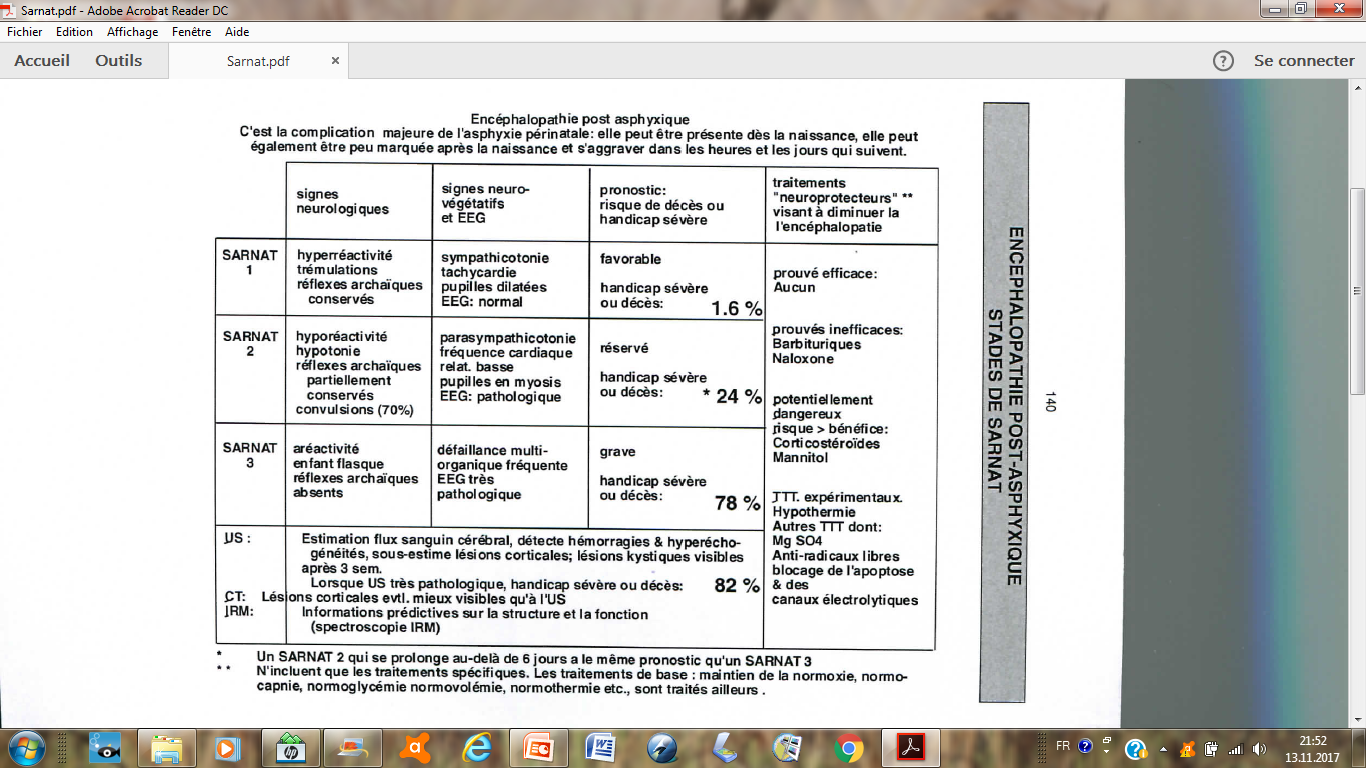 Sarnat.pdf - Adobe Acrobat Reader DC
Fichier Edition Affichage Fenêtre Aide
Accueil Outils Sarnat.pdf × ? Se connecter
Encéphalopathie post asphyxique
C'est la complication majeure de l'asphyxie périnatale: elle peut être présente dès la naissance, elle peut
également être peu marquée après la naissance et s'aggraver dans les heures et les jours qui suivent.
signes
neurologiques
signes neuro-
végétatifs
et EEG
pronostic:
risque de décès ou
handicap sévère
traitements
"neuroprotecteurs" **
visant à diminuer la
l'encéphalopatie
SARNAT
1
hyperréactivité
trémulations
réflexes archaïques
conservés
sympathicotonie
tachycardie
pupilles dilatées
EEG: normal
favorable
handicap sévère
ou décès: 1.6 %
SARNAT
2
hyporéactivité
hypotonie
réflexes archaïques
partiellement
conservés
convulsions (70%)
parasympathicotonie
fréquence cardiaque
relat. basse
pupilles en myosis
EEG: pathologique
réservé
handicap sévère
ou décès: * 24 %
SARNAT
3
aréactivité
enfant flasque
réflexes archaïques
absents
défaillance multi-
organique fréquente
EEG très
pathologique
grave
handicap sévère
ou décès: 78 %
prouvé efficace:
Aucun
prouvés inefficaces:
Barbituriques
Naloxone
potentiellement
dangereux
risque > bénéfice:
Corticostéroïdes
Mannitol
TTT. expérimentaux.
Hypothermie
Autres TTT dont:
Mg SO4
Anti-radicaux libres
blocage de l'apoptose
& des
canaux électrolytiques
US : Estimation flux sanguin cérébral, détecte hémorragies & hyperécho-
généités, sous-estime lésions corticales; lésions kystiques visibles
après 3 sem.
Lorsque US très pathologique, handicap sévère ou décès: 82 %
CT: Lésions corticales evtl. mieux visibles qu'à l'US
IRM: Informations prédictives sur la structure et la fonction
(spectroscopie IRM)
* Un SARNAT 2 qui se prolonge au-delà de 6 jours a le même pronostic qu'un SARNAT 3
** N'incluent que les traitements spécifiques. Les traitements de base : maintien de la normoxie, normo-
capnie, normoglycémie normovolémie, normothermie etc., sont traités ailleurs .
ENCEPHALOPATHIE POST-ASPHYXIQUE
STADES DE SARNAT
140
FR
21:52
13.11.2017